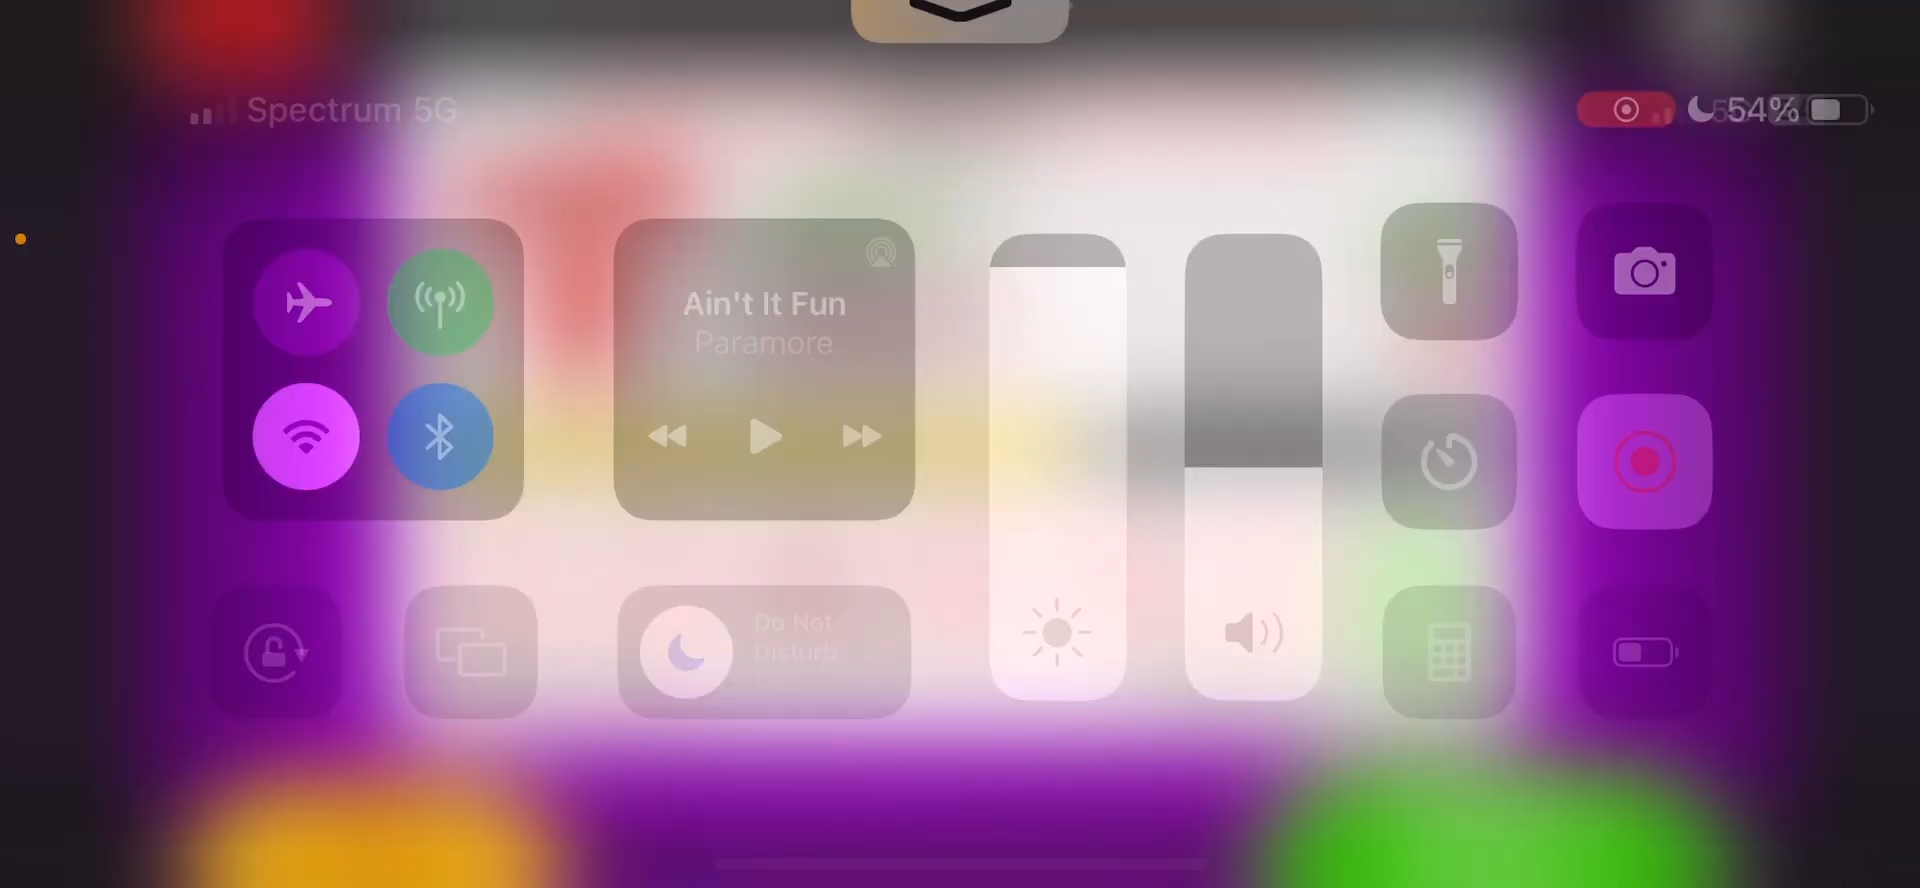 Spectrum 5G
54%
Ain't It Fun
Paramore
Do Not
Disturb